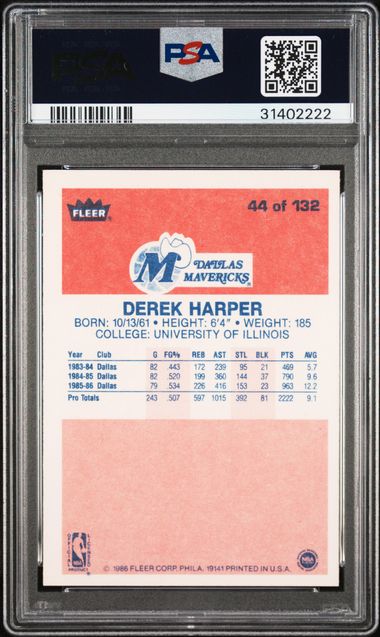 PSA
PSA
31402222
FLEER
44 of 132
M DALLAS
MAVERICKS
DEREK HARPER
BORN: 10/13/61 • HEIGHT: 6'4" • WEIGHT: 185
COLLEGE: UNIVERSITY OF ILLINOIS
Year Club G FG% REB AST STL BLK PTS AVG
1983-84 Dallas 82 .443 172 239 95 21 469 5.7
1984-85 Dallas 82 .520 199 360 144 37 790 9.6
1985-86 Dallas 79 .534 226 416 153 23 963 12.2
Pro Totals 243 .507 597 1015 392 81 2222 9.1
© 1986 FLEER CORP. PHILA. 19141 PRINTED IN U.S.A.